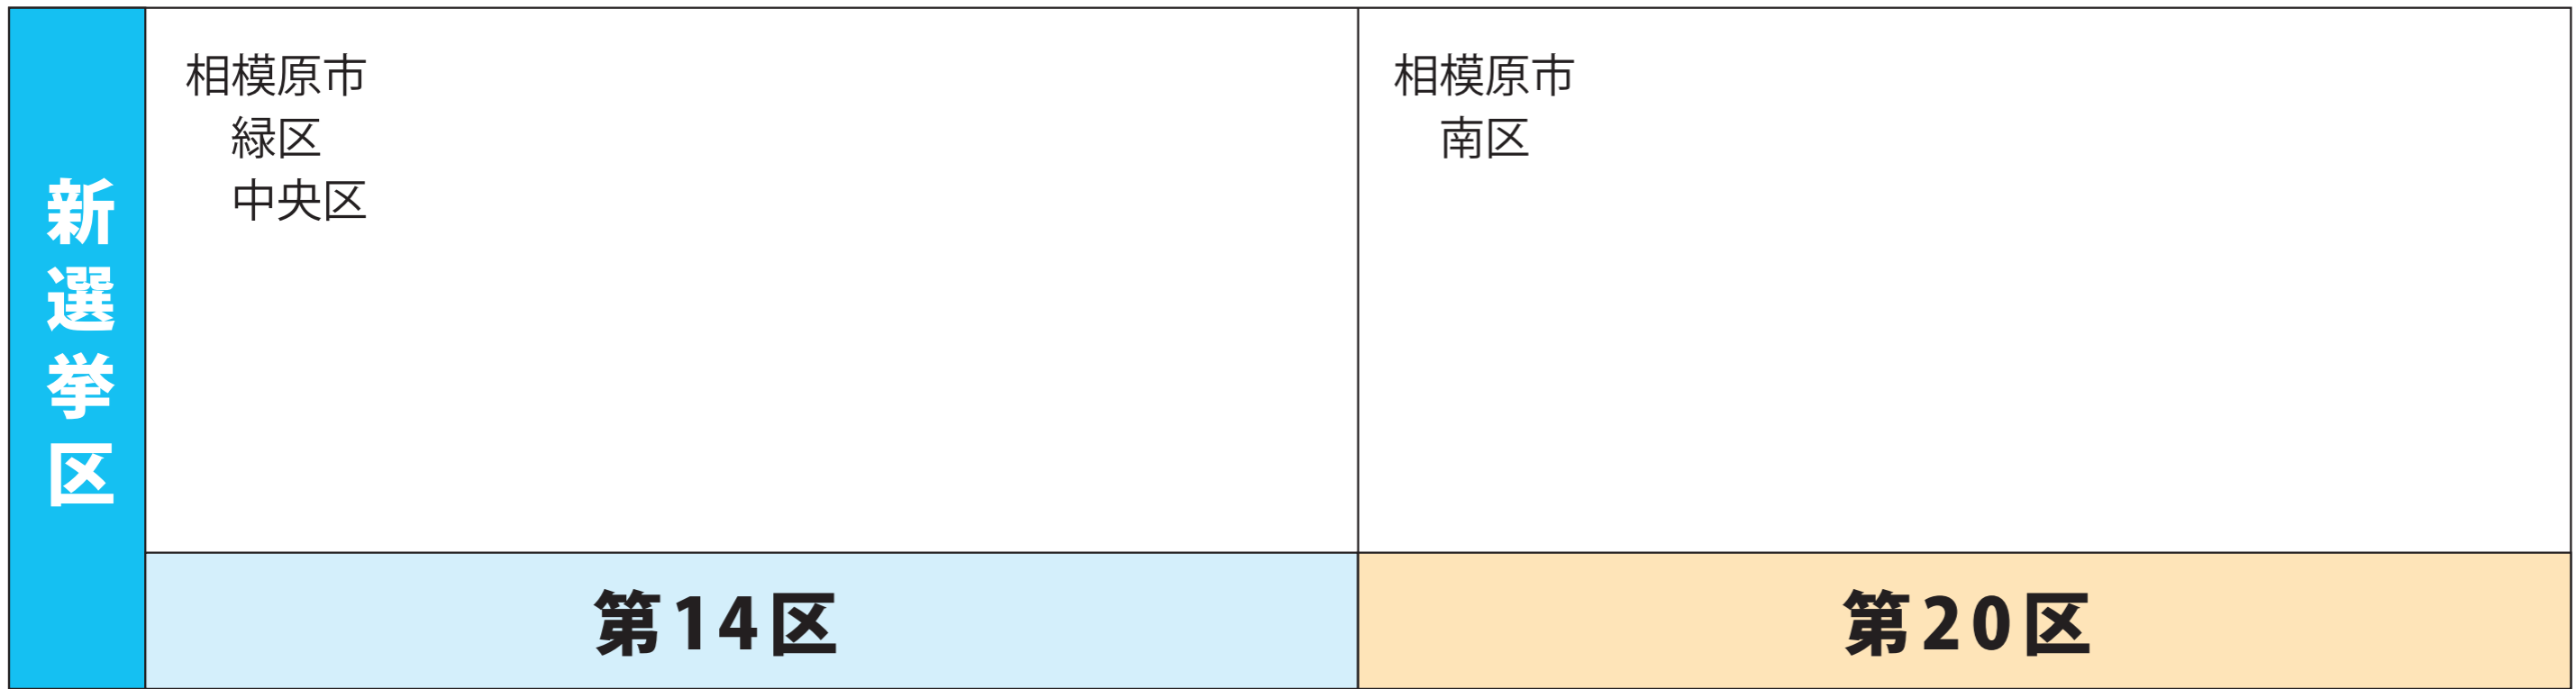 新選挙区
相模原市
緑区
中央区
第14区
相模原市
南区
第20区